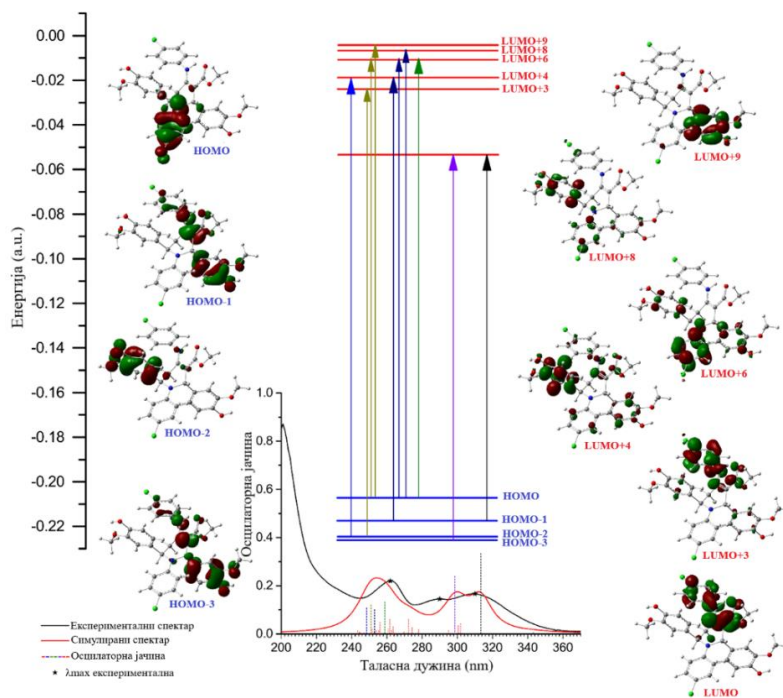 0.00
-0.02
-0.04
-0.06
-0.08
-0.10
-0.12
-0.14
-0.16
-0.18
-0.20
-0.22
Енергија (a.u.)
HOMO
HOMO-1
HOMO-2
HOMO-3
LUMO+9
LUMO+8
LUMO+6
LUMO+4
LUMO+3
HOMO
HOMO-1
HOMO-2
HOMO-3
LUMO+9
LUMO+8
LUMO+6
LUMO+4
LUMO+3
LUMO
1.0
0.8
0.6
0.4
0.2
0.0
Осцилаторна јачина
200 220 240 260 280 300 320 340 360
Таласна дужина (nm)
Експериментални спектар
Симулирани спектар
Осцилаторна јачина
λmax експериментална